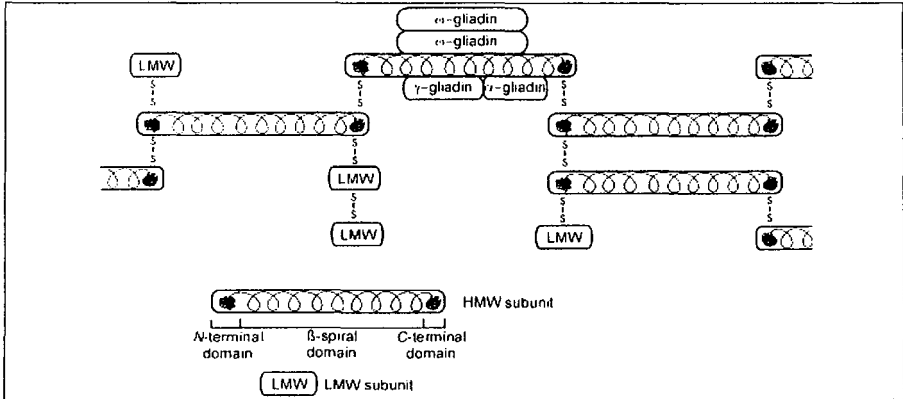 ω-gliadin
ω-gliadin
LMW
γ-gliadin
-gliadin
S
S
S
S
S
S
S
S
S
S
S
S
LMW
S
S
S
S
S
S
LMW
LMW
HMW subunit
N-terminal domain
ß-spiral domain
C-terminal domain
LMW
LMW subunit